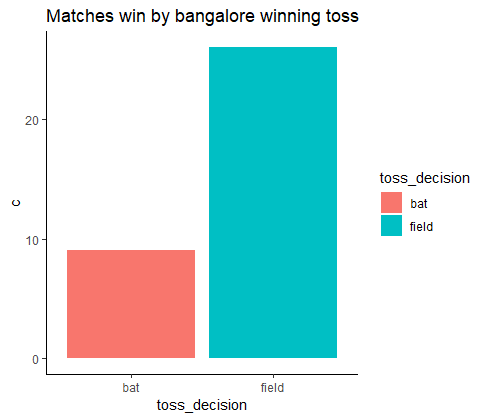 Matches win by bangalore winning toss
20
10
0
c
bat
field
toss_decision
toss_decision
bat
field